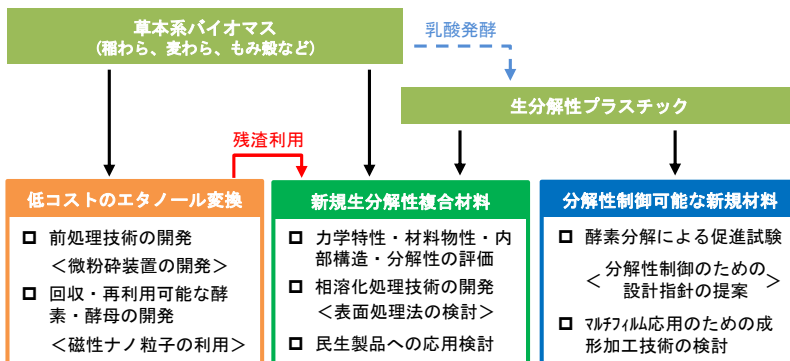 草本系バイオマス
(稲わら、麦わら、もみ殻など)
乳酸発酵
生分解性プラスチック
残渣利用
低コストのエタノール変換
□ 前処理技術の開発
＜微粉砕装置の開発＞
□ 回収・再利用可能な酵
素・酵母の開発
＜磁性ナノ粒子の利用＞
新規生分解性複合材料
□ 力学特性・材料物性・内
部構造・分解性の評価
□ 相溶化処理技術の開発
＜表面処理法の検討＞
□ 民生製品への応用検討
分解性制御可能な新規材料
□ 酵素分解による促進試験
＜分解性制御のための
設計指針の提案＞
□ ﾏﾙﾁﾌｨﾙﾑ応用のための成
形加工技術の検討